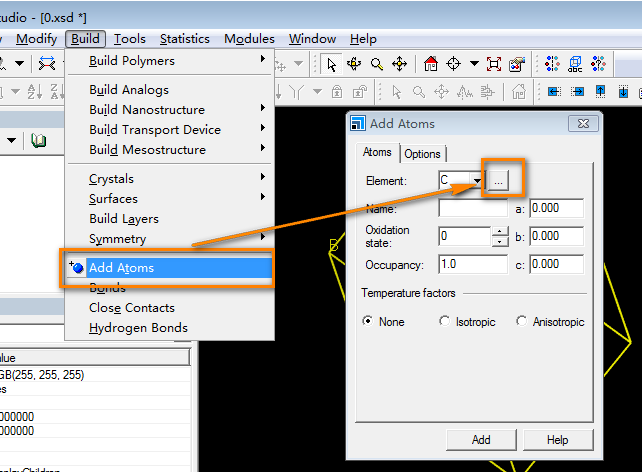 tudio - [0.xsd *]
Modify Build Tools Statistics Modules Window Help
Build Polymers
Build Analogs
Build Nanostructure
Build Transport Device
Build Mesostructure
Crystals
Surfaces
Build Layers
Symmetry
Add Atoms
Bonds
Close Contacts
Hydrogen Bonds
Add Atoms
Atoms Options
Element: C ...
Name: a: 0.000
Oxidation
state: 0 b: 0.000
Occupancy: 1.0 c: 0.000
Temperature factors
None Isotropic Anisotropic
Add Help
B
alue
GB(255, 255, 255)
es
000000
000000